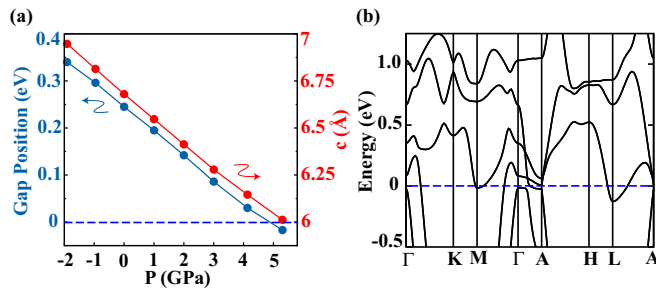 (a)
Gap Position (eV)
0.4
0.3
0.2
0.1
0
-2 -1 0 1 2 3 4 5
P (GPa)
7
6.75
6.5
6.25
6
c (Å)
(b)
Energy (eV)
1.0
0.5
0
-0.5
Γ K M Γ A H L A